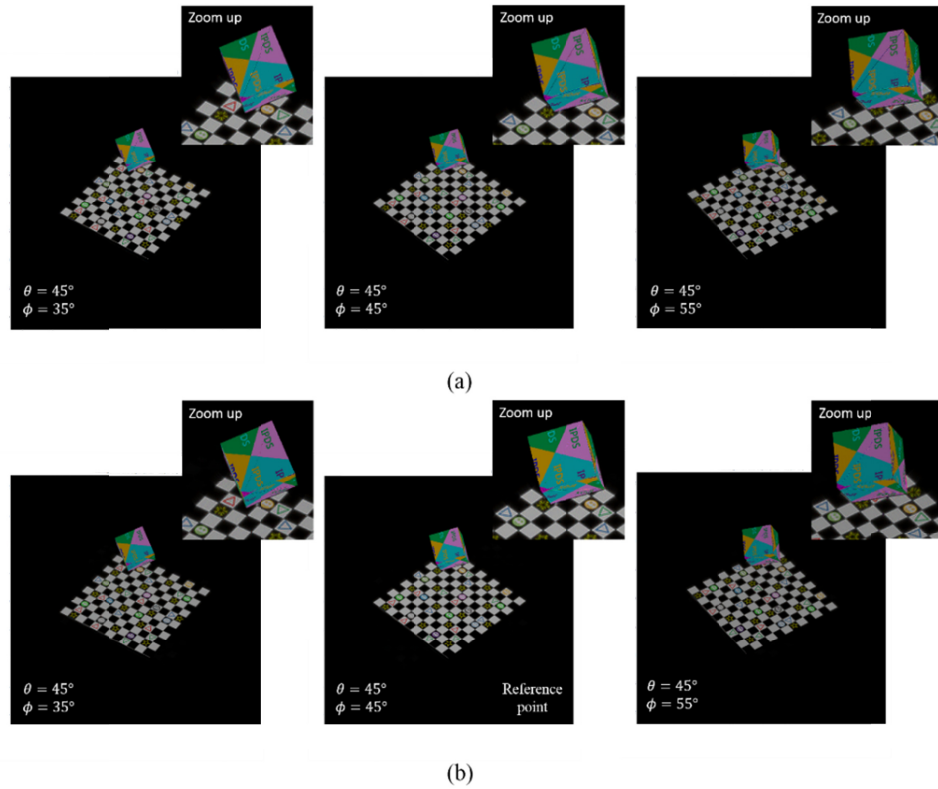 Zoom up
Zoom up
Zoom up
θ = 45°
ϕ = 35°
θ = 45°
ϕ = 45°
θ = 45°
ϕ = 55°
(a)
Zoom up
Zoom up
Zoom up
θ = 45°
ϕ = 35°
θ = 45°
ϕ = 45°
Reference
point
θ = 45°
ϕ = 55°
(b)